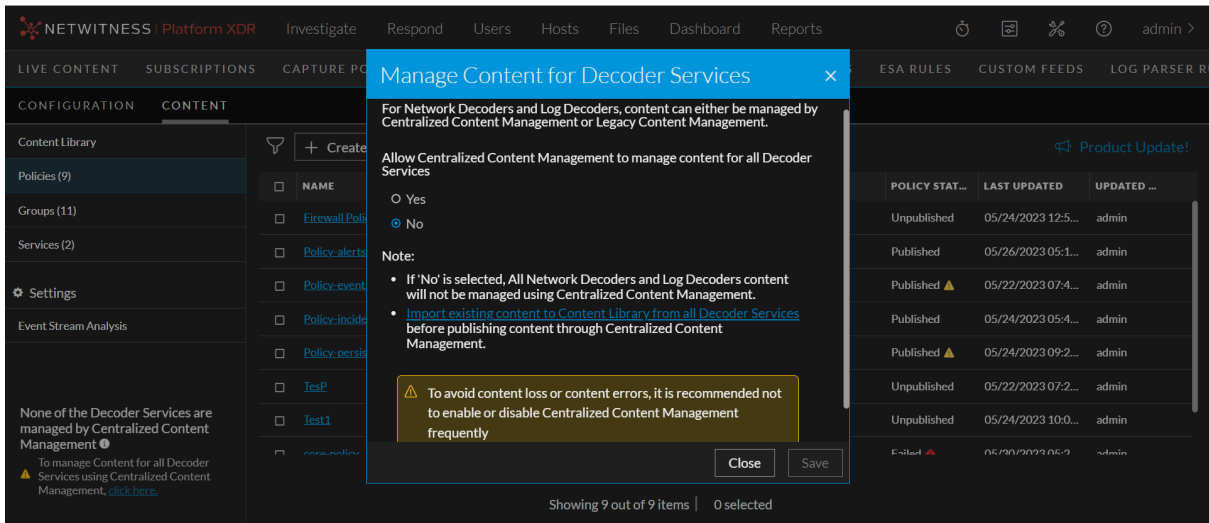 NETWITNESS | Platform XDR Investigate Respond Users Hosts Files Dashboard Reports admin >
LIVE CONTENT SUBSCRIPTIONS CAPTURE PO ESA RULES CUSTOM FEEDS LOG PARSER R
CONFIGURATION CONTENT
Content Library
Policies (9)
Groups (11)
Services (2)
Settings
Event Stream Analysis
None of the Decoder Services are
managed by Centralized Content
Management
To manage Content for all Decoder
Services using Centralized Content
Management, click here.
+ Create
Product Update!
NAME POLICY STAT... LAST UPDATED UPDATED ...
Firewall Poli Unpublished 05/24/2023 12:5... admin
Policy-alerts Published 05/26/2023 05:1... admin
Policy-event Published 05/22/2023 07:4... admin
Policy-incide Published 05/24/2023 05:4... admin
Policy-persis Published 05/24/2023 09:2... admin
TesP Unpublished 05/22/2023 07:2... admin
Test1 Unpublished 05/24/2023 10:0... admin
core-policy Failed 05/30/2023 05:2 admin
Showing 9 out of 9 items | 0 selected
Manage Content for Decoder Services ×
For Network Decoders and Log Decoders, content can either be managed by
Centralized Content Management or Legacy Content Management.
Allow Centralized Content Management to manage content for all Decoder
Services
Yes
No
Note:
• If 'No' is selected, All Network Decoders and Log Decoders content
will not be managed using Centralized Content Management.
• Import existing content to Content Library from all Decoder Services
before publishing content through Centralized Content
Management.
To avoid content loss or content errors, it is recommended not
to enable or disable Centralized Content Management
frequently
Close Save